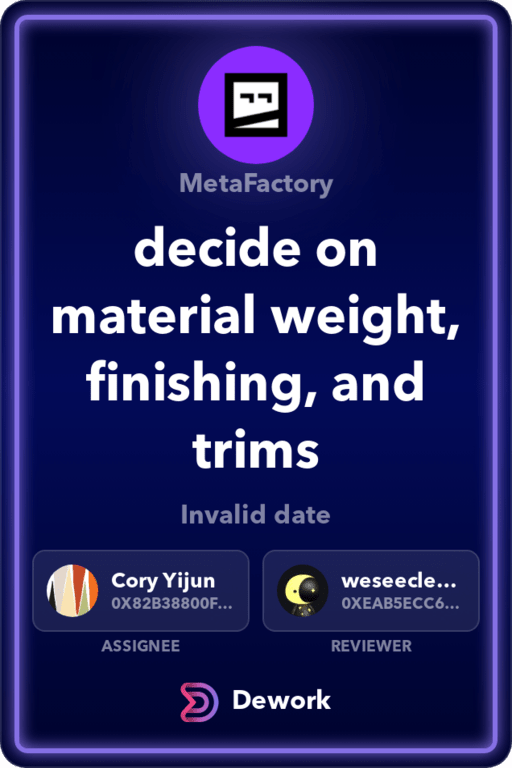 MetaFactory
decide on
material weight,
finishing, and
trims
Invalid date
Cory Yijun
0X82B38800F...
ASSIGNEE
weseecle...
0XEAB5ECC6...
REVIEWER
Dework